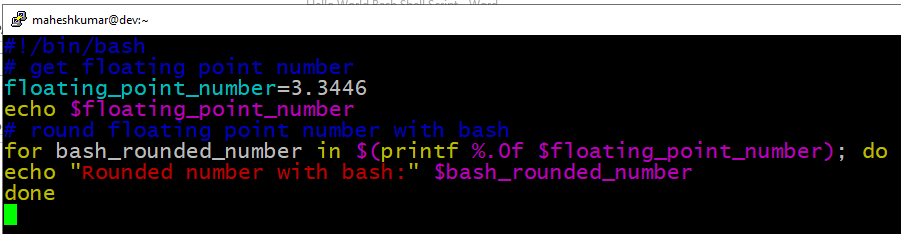 Hello World Bash Shell Script - Word
maheshkumar@dev:~
#!/bin/bash
# get floating point number
floating_point_number=3.3446
echo $floating_point_number
# round floating point number with bash
for bash_rounded_number in $(printf %.0f $floating_point_number); do
echo "Rounded number with bash:" $bash_rounded_number
done